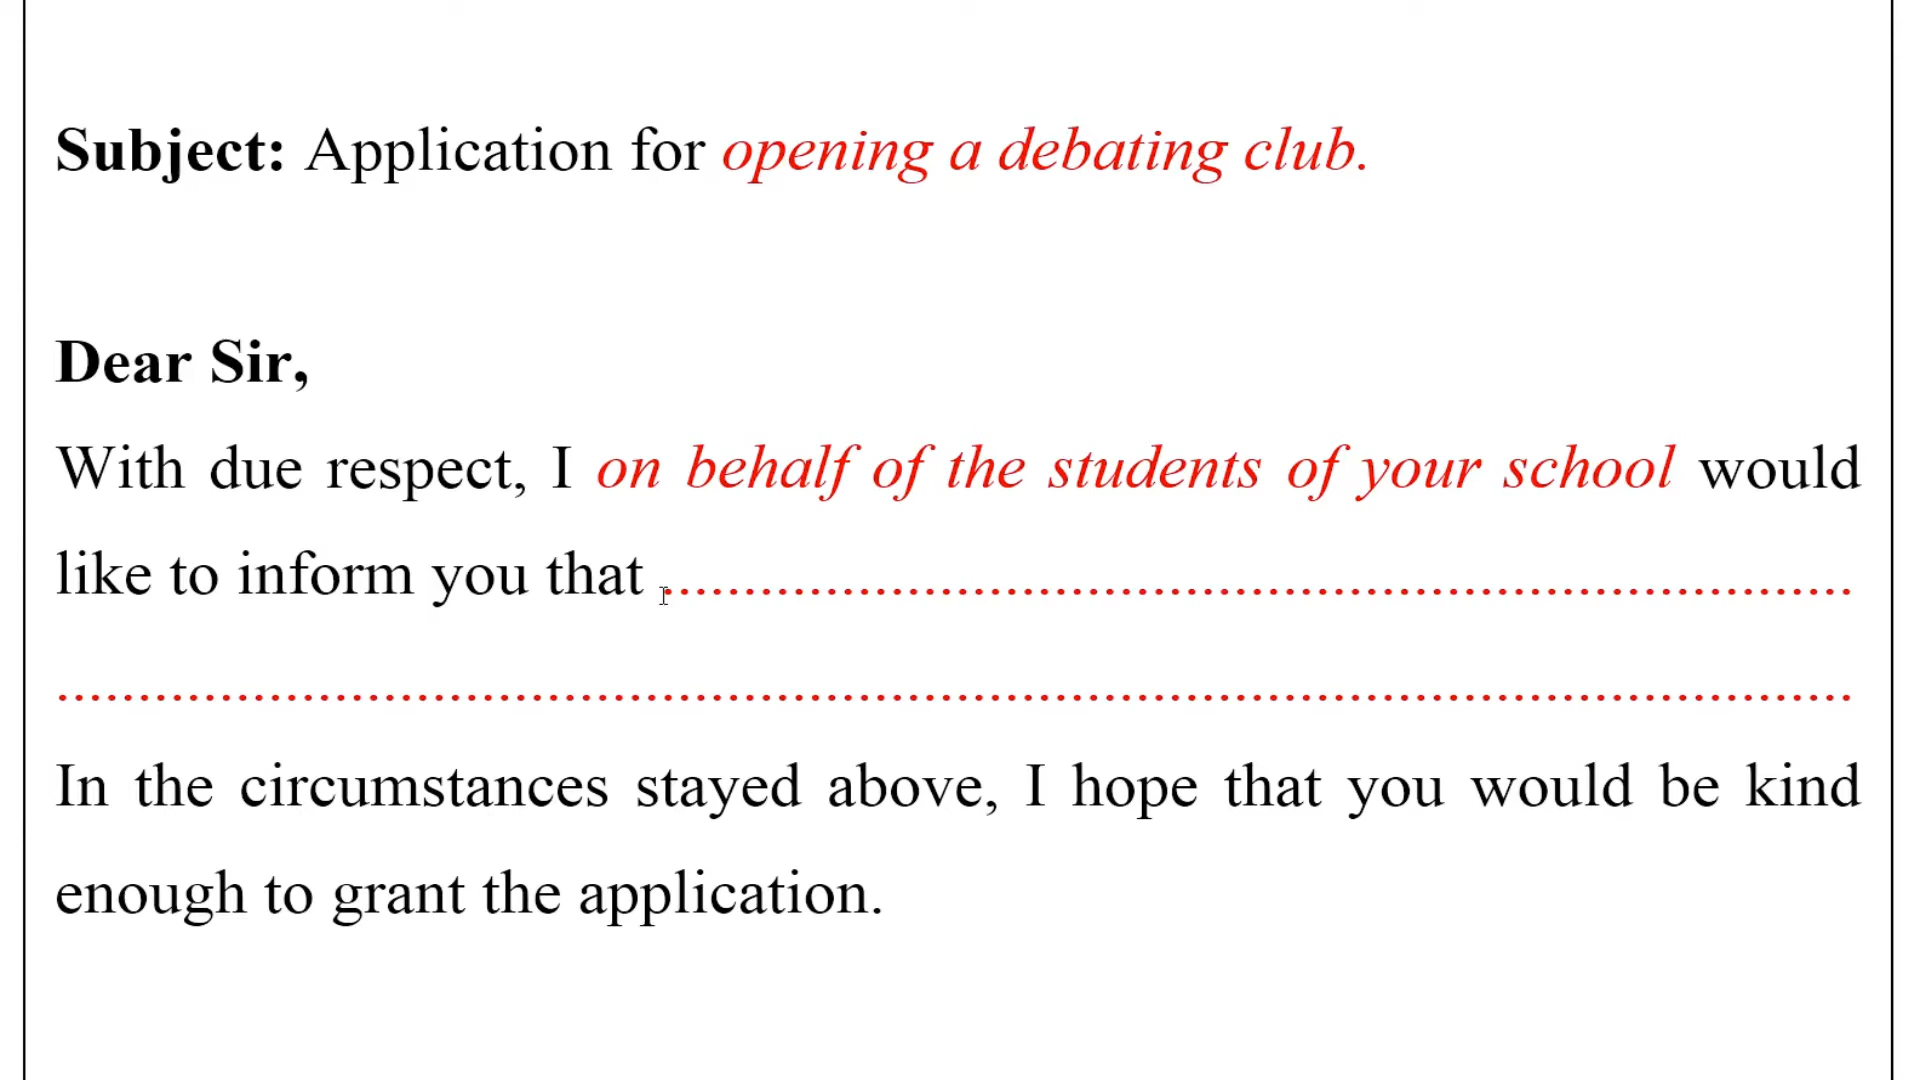 Subject: Application for opening a debating club.
Dear Sir,
With due respect, I on behalf of the students of your school would
like to inform you that ........................................................................
.............................................................................................................
In the circumstances stayed above, I hope that you would be kind
enough to grant the application.